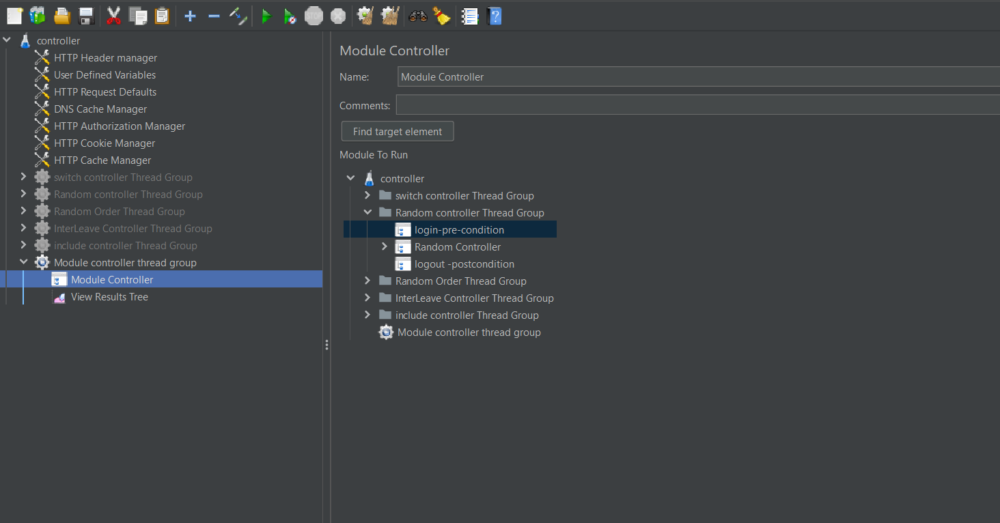 STOP
?
controller
HTTP Header manager
User Defined Variables
HTTP Request Defaults
DNS Cache Manager
HTTP Authorization Manager
HTTP Cookie Manager
HTTP Cache Manager
switch controller Thread Group
Random controller Thread Group
Random Order Thread Group
InterLeave Controller Thread Group
include controller Thread Group
Module controller thread group
Module Controller
View Results Tree
Module Controller
Name: Module Controller
Comments:
Find target element
Module To Run
controller
switch controller Thread Group
Random controller Thread Group
login-pre-condition
Random Controller
logout -postcondition
Random Order Thread Group
InterLeave Controller Thread Group
include controller Thread Group
Module controller thread group